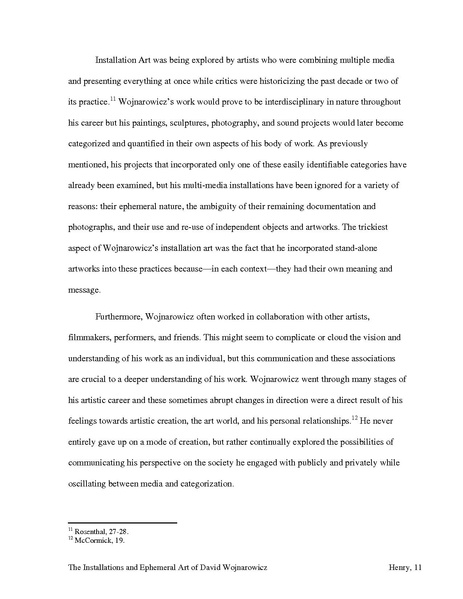 Installation Art was being explored by artists who were combining multiple media
and presenting everything at once while critics were historicizing the past decade or two of
its practice.11 Wojnarowicz's work would prove to be interdisciplinary in nature throughout
his career but his paintings, sculptures, photography, and sound projects would later become
categorized and quantified in their own aspects of his body of work. As previously
mentioned, his projects that incorporated only one of these easily identifiable categories have
already been examined, but his multi-media installations have been ignored for a variety of
reasons: their ephemeral nature, the ambiguity of their remaining documentation and
photographs, and their use and re-use of independent objects and artworks. The trickiest
aspect of Wojnarowicz's installation art was the fact that he incorporated stand-alone
artworks into these practices because—in each context—they had their own meaning and
message.
Furthermore, Wojnarowicz often worked in collaboration with other artists,
filmmakers, performers, and friends. This might seem to complicate or cloud the vision and
understanding of his work as an individual, but this communication and these associations
are crucial to a deeper understanding of his work. Wojnarowicz went through many stages of
his artistic career and these sometimes abrupt changes in direction were a direct result of his
feelings towards artistic creation, the art world, and his personal relationships.12 He never
entirely gave up on a mode of creation, but rather continually explored the possibilities of
communicating his perspective on the society he engaged with publicly and privately while
oscillating between media and categorization.
11 Rosenthal, 27-28.
12 McCormick, 19.
The Installations and Ephemeral Art of David Wojnarowicz Henry, 11